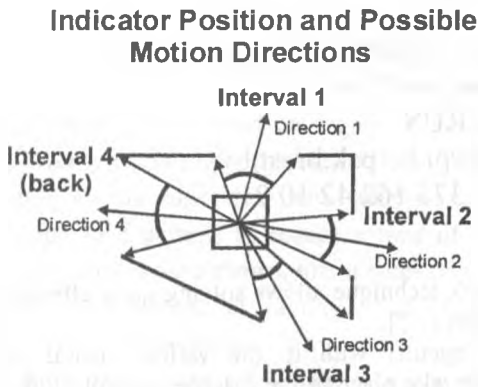 Indicator Position and Possible
Motion Directions
Interval 1
Direction 1
Interval 4
(back)
Interval 2
Direction 4
Direction 2
Direction 3
Interval 3